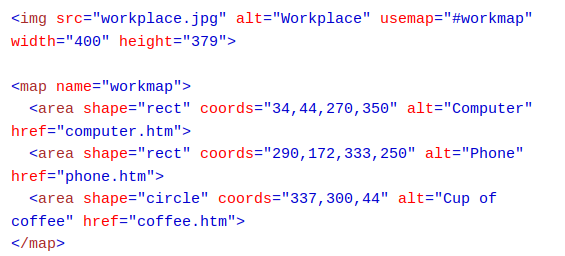 <img src="workplace.jpg" alt="Workplace" usemap="#workmap"
width="400" height="379">

<map name="workmap">
  <area shape="rect" coords="34,44,270,350" alt="Computer"
href="computer.htm">
  <area shape="rect" coords="290,172,333,250" alt="Phone"
href="phone.htm">
  <area shape="circle" coords="337,300,44" alt="Cup of
coffee" href="coffee.htm">
</map>